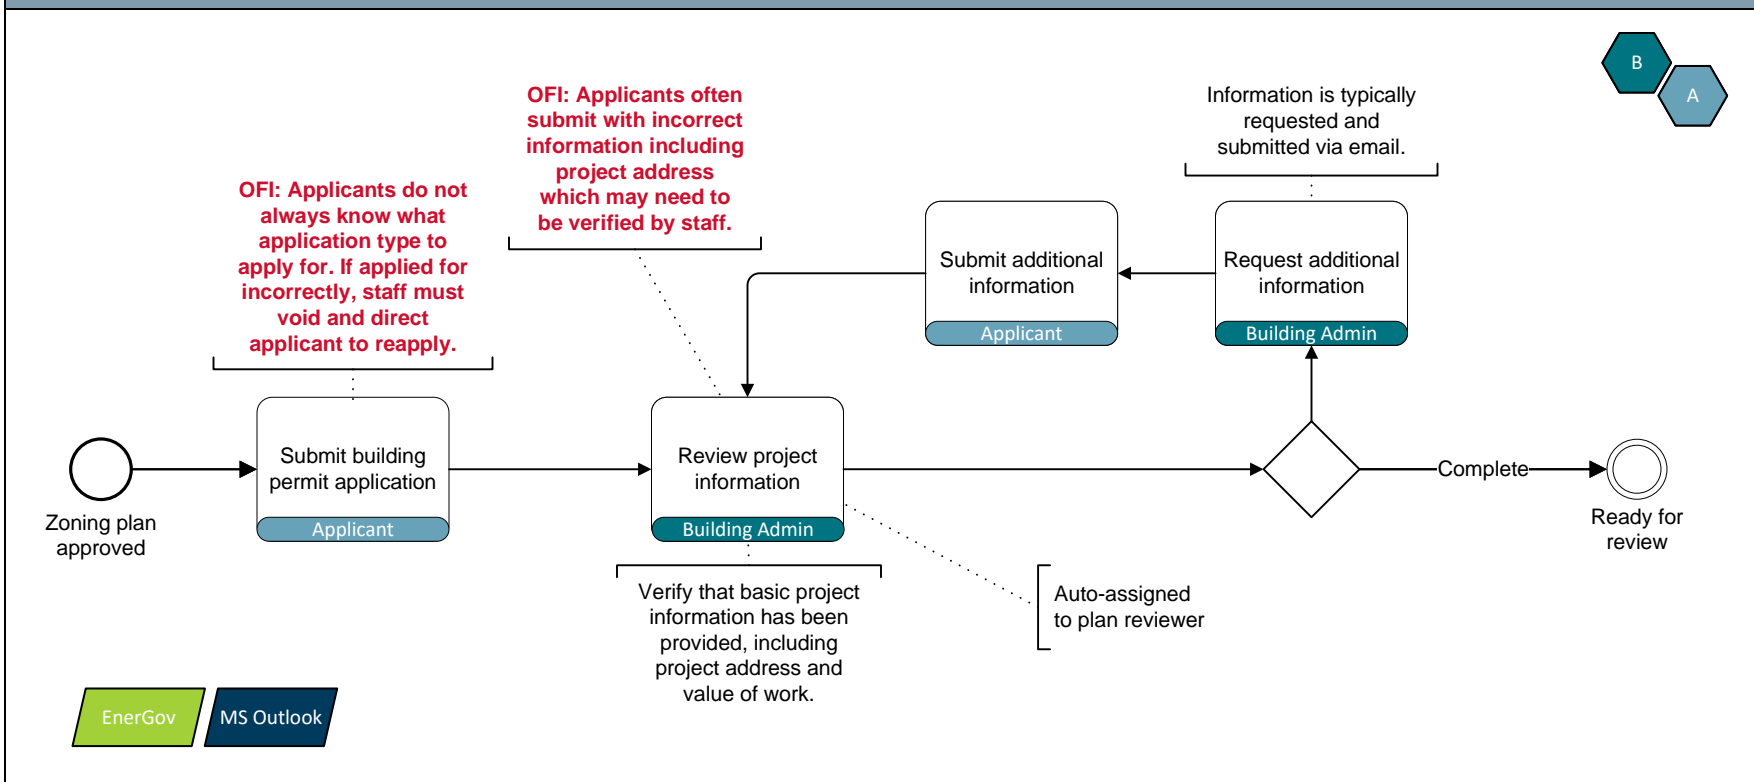 B
A
OFI: Applicants often
submit with incorrect
information including
project address
which may need to
be verified by staff.
Information is typically
requested and
submitted via email.
OFI: Applicants do not
always know what
application type to
apply for. If applied for
incorrectly, staff must
void and direct
applicant to reapply.
Submit additional
information
Applicant
Request additional
information
Building Admin
Zoning plan
approved
Submit building
permit application
Applicant
Review project
information
Building Admin
Complete
Ready for
review
Verify that basic project
information has been
provided, including
project address and
value of work.
Auto-assigned
to plan reviewer
EnerGov
MS Outlook